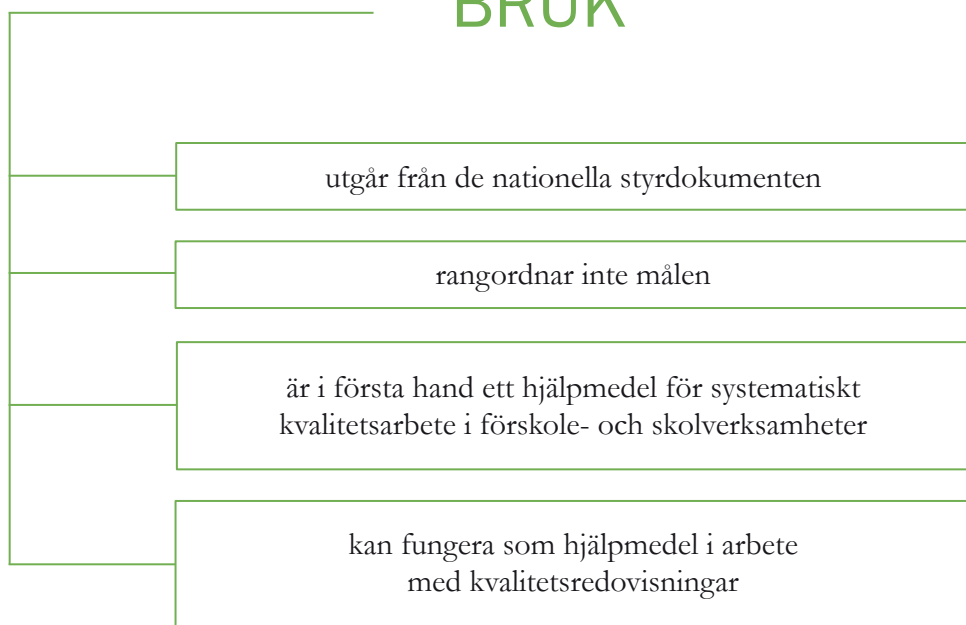 BRUK
utgår från de nationella styrdokumenten
rangordnar inte målen
är i första hand ett hjälpmedel för systematiskt
kvalitetsarbete i förskole- och skolverksamheter
kan fungera som hjälpmedel i arbete
med kvalitetsredovisningar